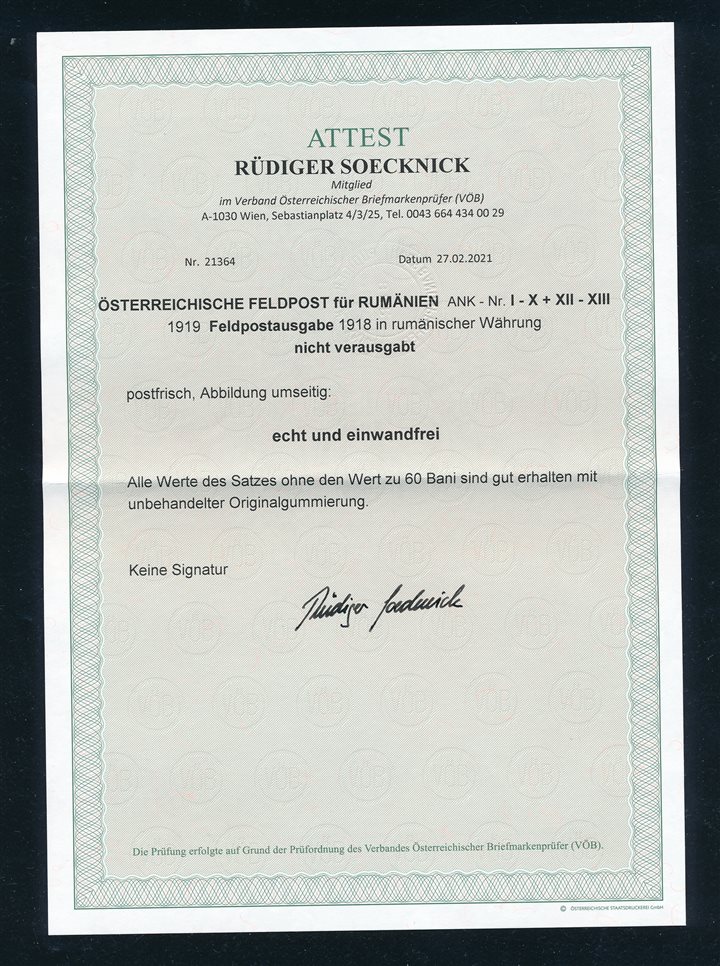 ATTEST
RÜDIGER SOECKNICK
Mitglied
im Verband Österreichischer Briefmarkenprüfer (VÖB)
A-1030 Wien, Sebastianplatz 4/3/25, Tel. 0043 664 434 00 29
Nr. 21364 Datum 27.02.2021
ÖSTERREICHISCHE FELDPOST für RUMÄNIEN ANK - Nr. I - X + XII - XIII
1919 Feldpostausgabe 1918 in rumänischer Währung
nicht verausgabt
postfrisch, Abbildung umseitig:
echt und einwandfrei
Alle Werte des Satzes ohne den Wert zu 60 Bani sind gut erhalten mit
unbehandelter Originalgummierung.
Keine Signatur
Rüdiger Soecknick
Die Prüfung erfolgte auf Grund der Prüfordnung des Verbandes Österreichischer Briefmarkenprüfer (VÖB).
© ÖSTERREICHISCHE STAATSDRUCKEREI GmbH